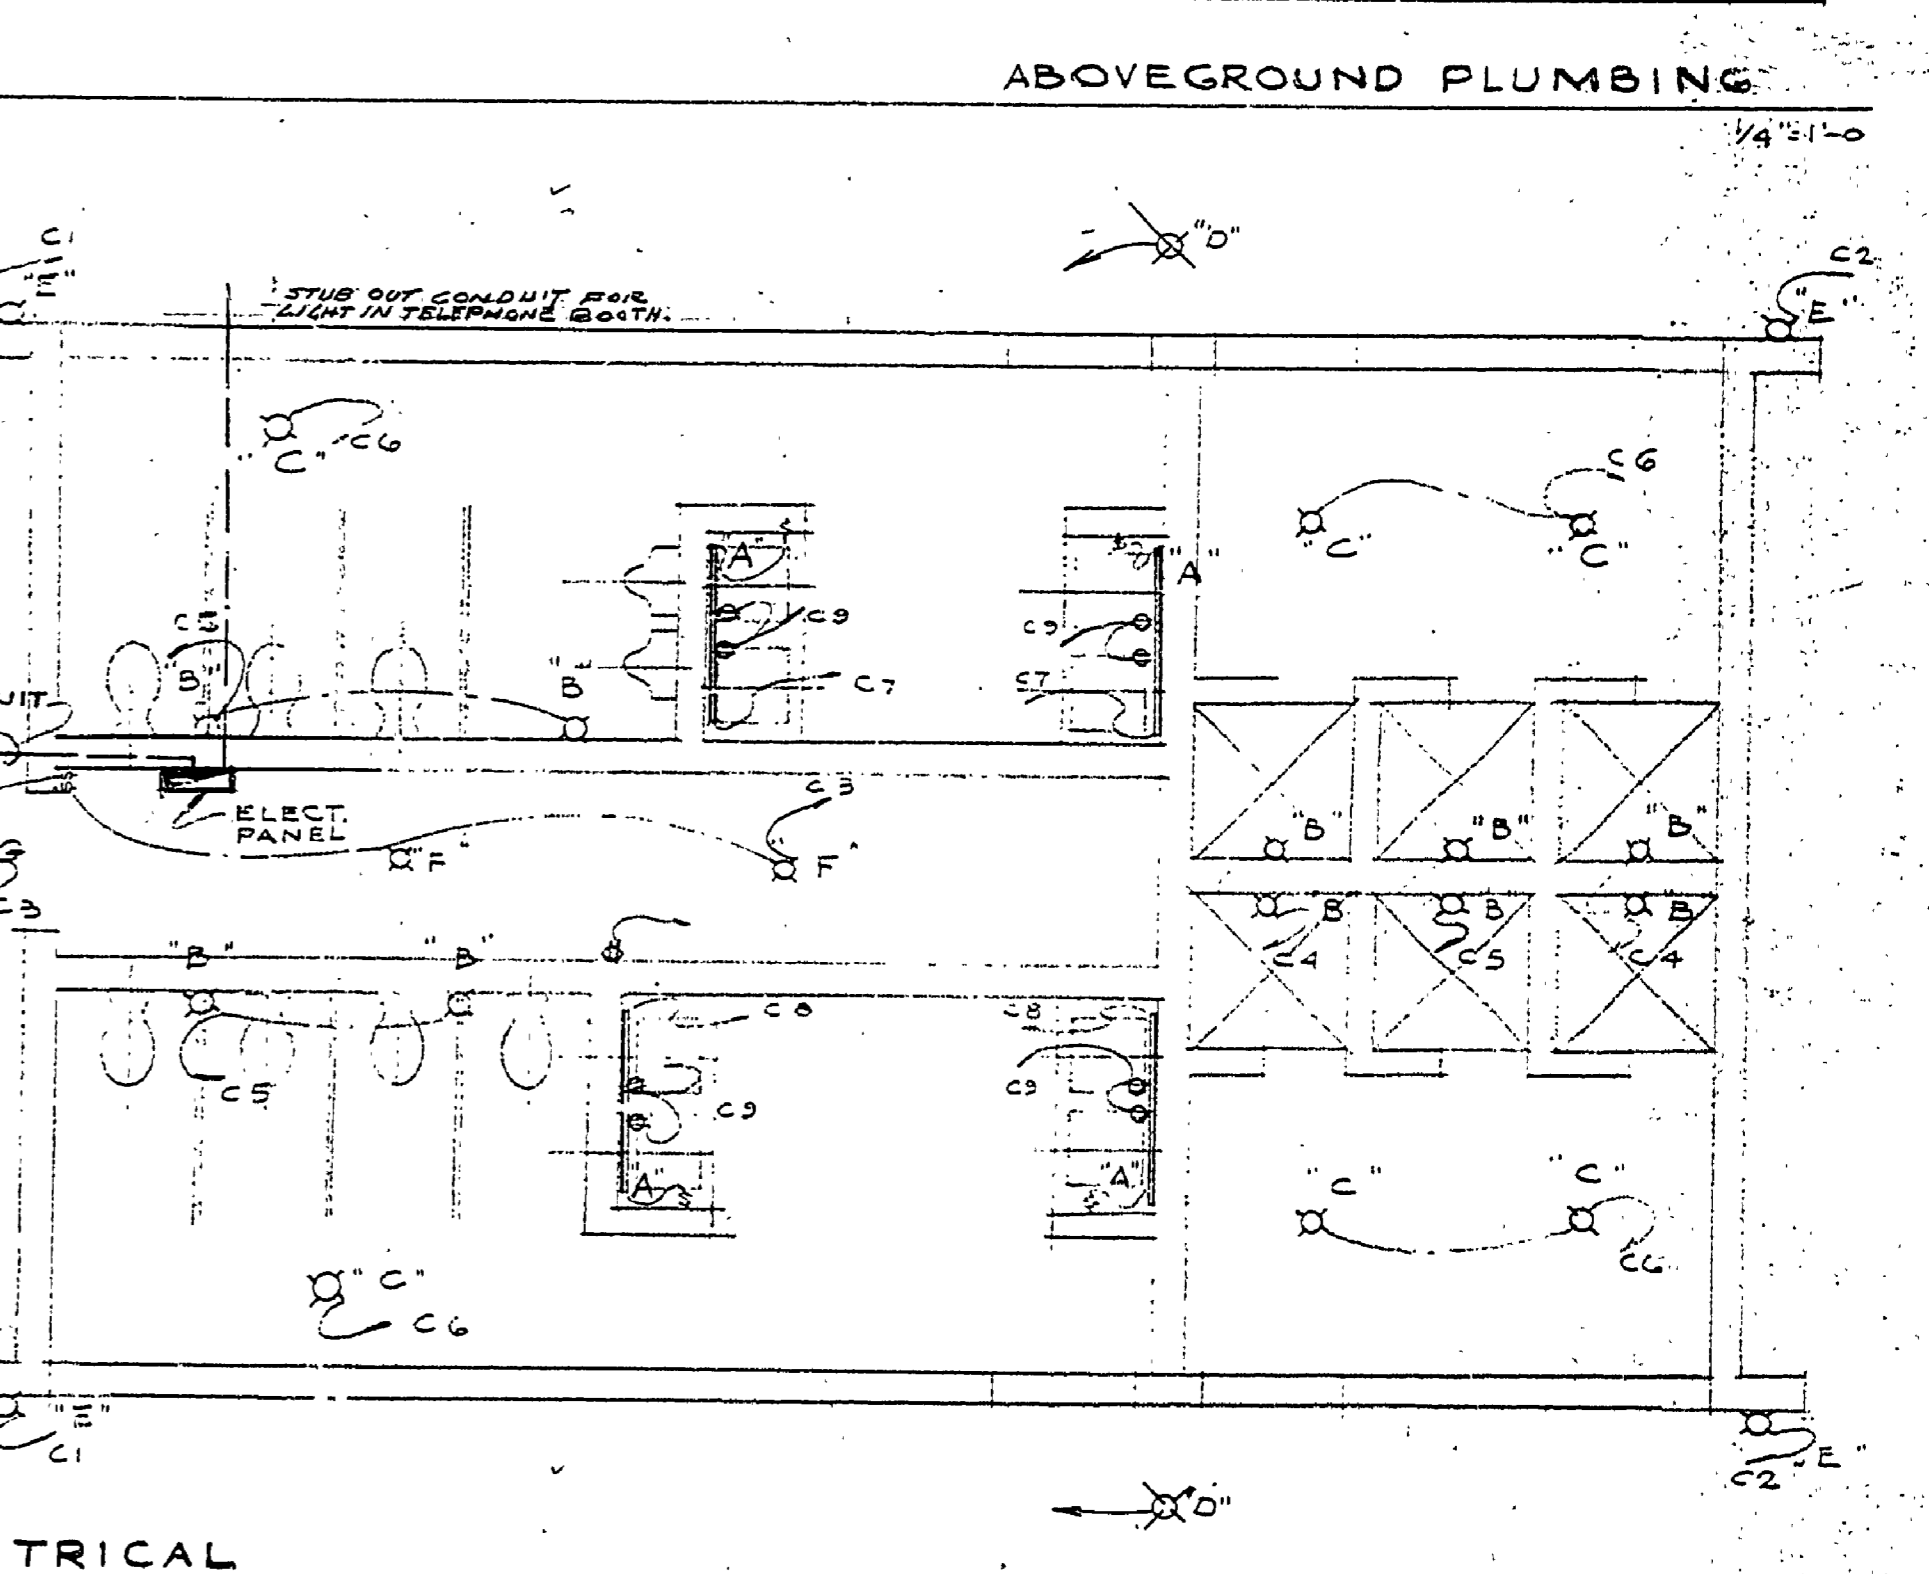 ABOVEGROUND PLUMBING
1/4"=1'-0
"D"
C1
C2
"E"
"E"
STUB OUT CONDUIT FOR
LIGHT IN TELEPHONE BOOTH.
C6
"C"
C6
"C"
"C"
"A"
"A"
C9
C9
C7
C7
"B"
"B
UIT
ELECT.
PANEL
C3
"F"
F"
"B"
"B"
"B"
C3
B
B"
B
C4
C5
C4
"B"
"B"
C8
C8
C5
C9
C9
"A"
"A"
"C"
"C"
C6
"C"
C6
"E"
C1
"E"
C2
"D"
TRICAL